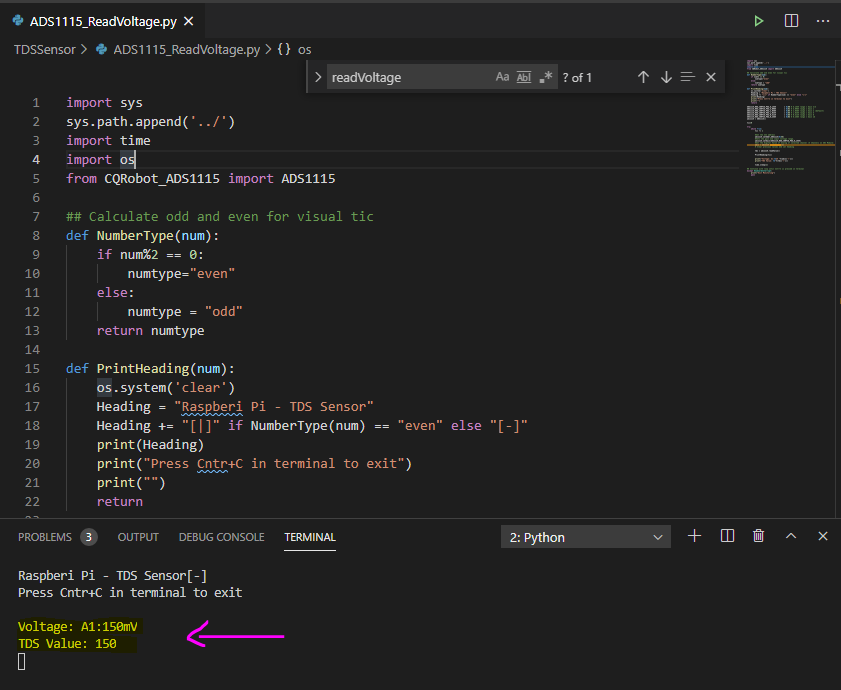 ADS1115_ReadVoltage.py
TDSSensor > ADS1115_ReadVoltage.py > {} os
readVoltage Aa Abl .* ? of 1
1 import sys
2 sys.path.append('../')
3 import time
4 import os
5 from CQRobot_ADS1115 import ADS1115
6
7 ## Calculate odd and even for visual tic
8 def NumberType(num):
9 if num%2 == 0:
10 numtype="even"
11 else:
12 numtype = "odd"
13 return numtype
14
15 def PrintHeading(num):
16 os.system('clear')
17 Heading = "Raspberi Pi - TDS Sensor"
18 Heading += "[|]" if NumberType(num) == "even" else "[-]"
19 print(Heading)
20 print("Press Cntr+C in terminal to exit")
21 print("")
22 return
PROBLEMS 3 OUTPUT DEBUG CONSOLE TERMINAL 2: Python
Raspberi Pi - TDS Sensor[-]
Press Cntr+C in terminal to exit
Voltage: A1:150mV
TDS Value: 150